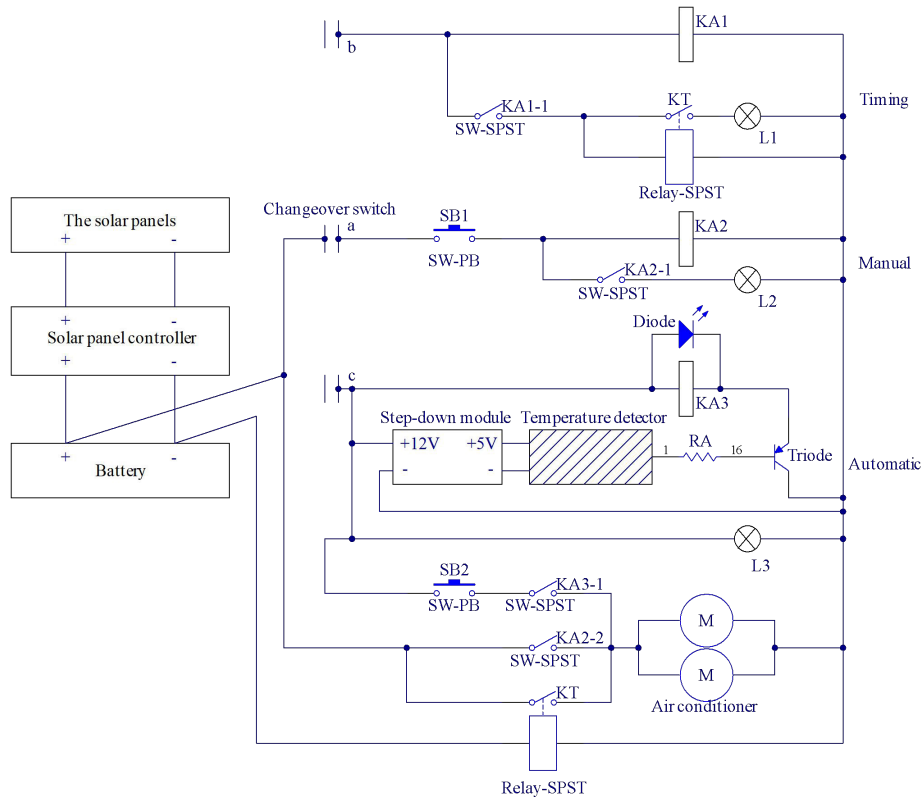 KA1
b
KT
Timing
KA1-1
SW-SPST
L1
Relay-SPST
Changeover switch
a
SB1
KA2
SW-PB
Manual
KA2-1
SW-SPST
L2
The solar panels
+ -
+ -
Solar panel controller
+ -
Diode
c
KA3
Step-down module
Temperature detector
+12V +5V
- -
1
RA
16
Triode
Automatic
+ -
Battery
L3
SB2
KA3-1
SW-PB
SW-SPST
M
KA2-2
SW-SPST
M
KT
Air conditioner
Relay-SPST